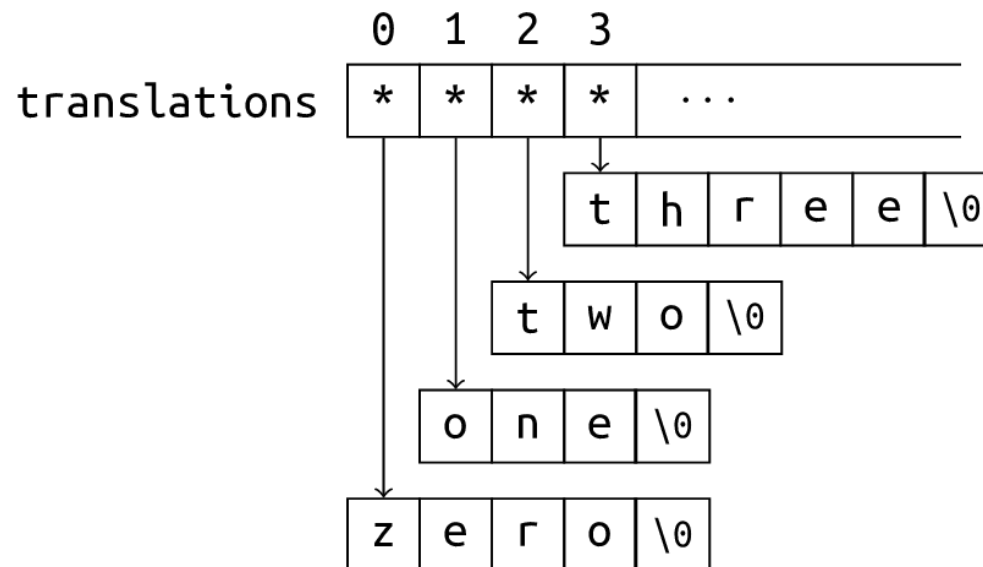 0 1 2 3
translations * * * * ...
t h r e e \0
t w o \0
o n e \0
z e r o \0